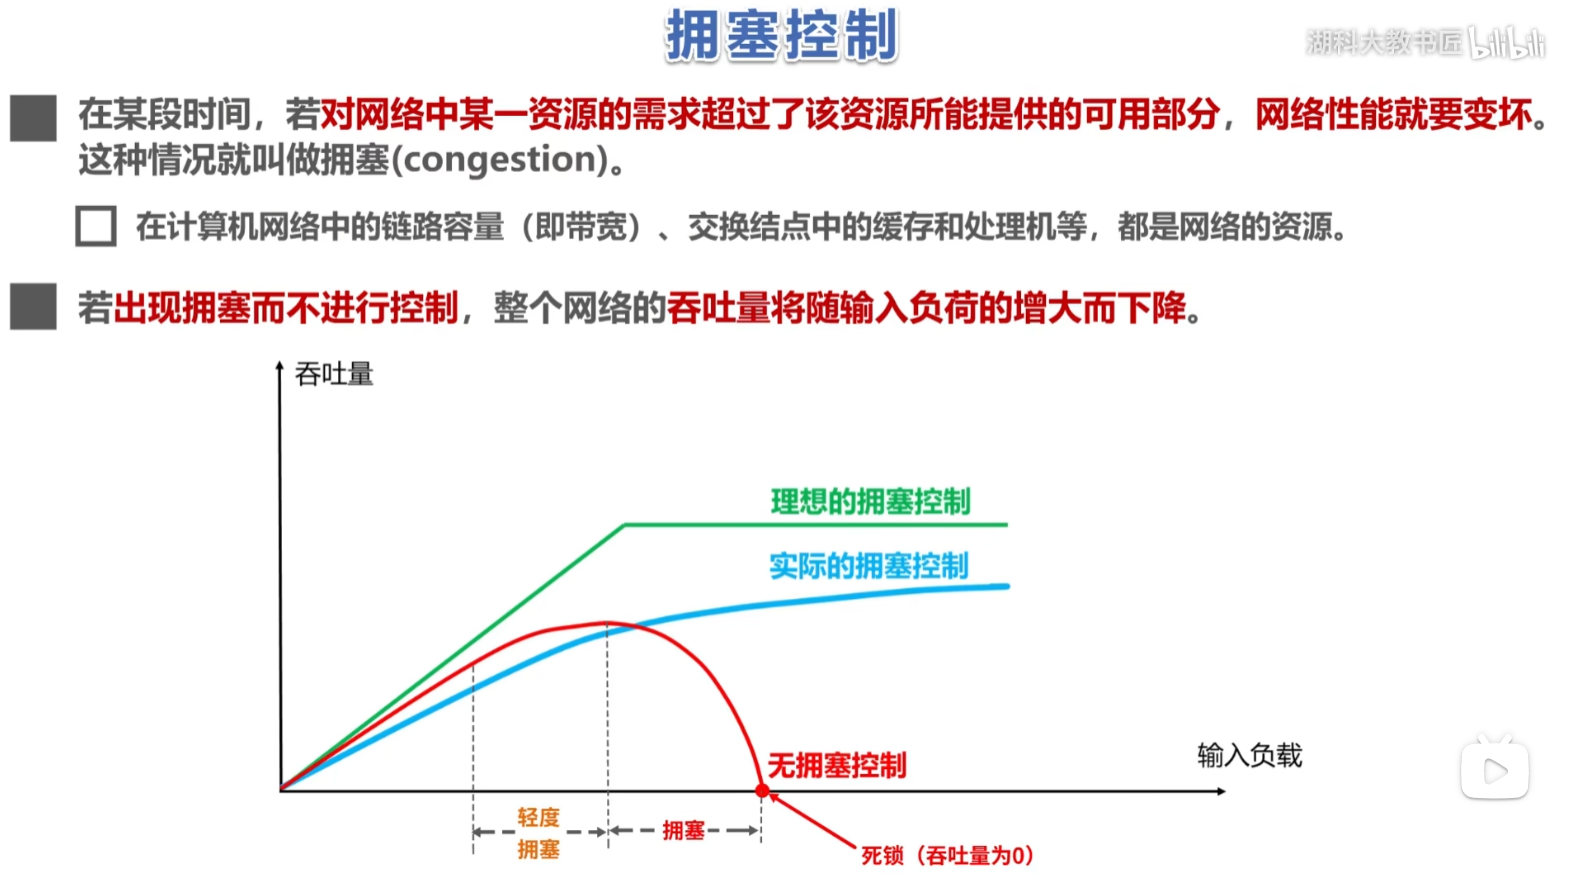 拥塞控制
湖科大教书匠 bilibili
在某段时间，若对网络中某一资源的需求超过了该资源所能提供的可用部分，网络性能就要变坏。
这种情况就叫做拥塞(congestion)。
在计算机网络中的链路容量（即带宽）、交换结点中的缓存和处理机等，都是网络的资源。
若出现拥塞而不进行控制，整个网络的吞吐量将随输入负荷的增大而下降。
吞吐量
理想的拥塞控制
实际的拥塞控制
无拥塞控制
输入负载
轻度
拥塞
拥塞
死锁（吞吐量为0）